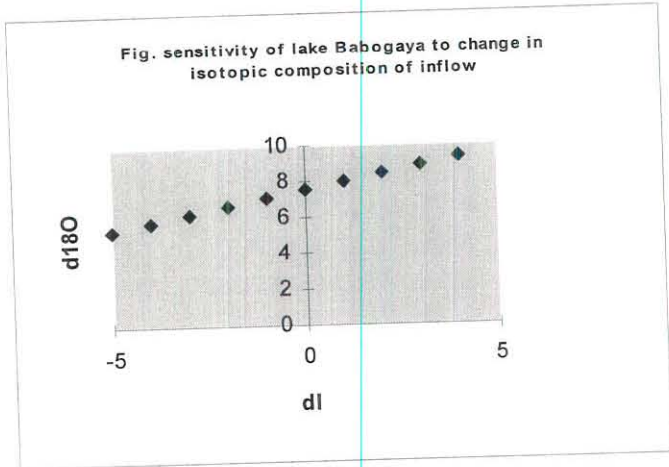 Fig. sensitivity of lake Babogaya to change in
isotopic composition of inflow
10
8
6
4
2
0
-5
0
5
d18O
dI